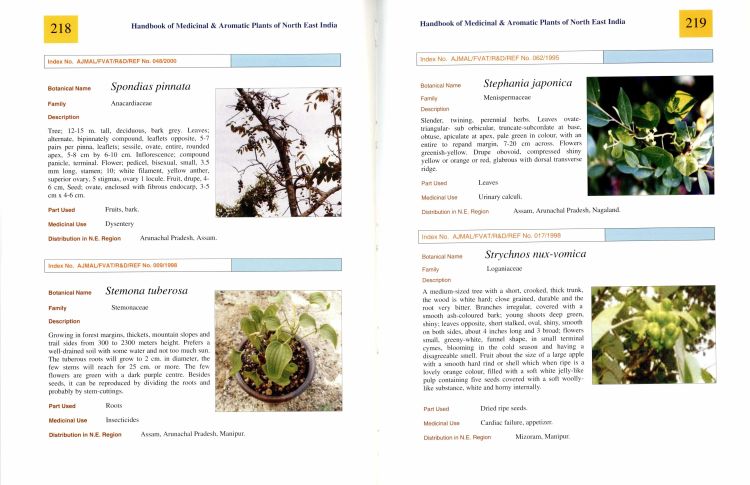 218
Handbook of Medicinal & Aromatic Plants of North East India
Index No. AJMAL/FVAT/R&D/REF No. 048/2000
Botanical Name Spondias pinnata
Family Anacardiaceae
Description
Tree; 12-15 m. tall, deciduous, bark grey. Leaves;
alternate, bipinnately compound, leaflets opposite, 5-7
pairs per pinna, leaflets; sessile, ovate, entire, rounded
apex, 5-8 cm by 6-10 cm. Inflorescence; compound
panicle, terminal. Flower; pedicel, bisexual, small, 3.5
mm long, stamen; 10; white filament, yellow anther,
superior ovary; 5 stigmas, ovary 1 locule. Fruit, drupe, 4-
6 cm, Seed; ovate, enclosed with fibrous endocarp, 3-5
cm x 4-6 cm.
Part Used Fruits, bark.
Medicinal Use Dysentery
Distribution in N.E. Region Arunachal Pradesh, Assam.
Index No. AJMAL/FVAT/R&D/REF No. 009/1998
Botanical Name Stemona tuberosa
Family Stemonaceae
Description
Growing in forest margins, thickets, mountain slopes and
trail sides from 300 to 2300 meters height. Prefers a
well-drained soil with some water and not too much sun.
The tuberous roots will grow to 2 cm. in diameter, the
few stems will reach for 25 cm. or more. The few
flowers are green with a dark purple centre. Besides
seeds, it can be reproduced by dividing the roots and
probably by stem-cuttings.
Part Used Roots
Medicinal Use Insecticides
Distribution in N.E. Region Assam, Arunachal Pradesh, Manipur.
Handbook of Medicinal & Aromatic Plants of North East India
219
Index No. AJMAL/FVAT/R&D/REF No. 062/1995
Botanical Name Stephania japonica
Family Menispermaceae
Description
Slender, twining, perennial herbs. Leaves ovate-
triangular- sub orbicular, truncate-subcordate at base,
obtuse, apiculate at apex, pale green in colour, with an
entire to repand margin, 7-20 cm across. Flowers
greenish-yellow. Drupe obovoid, compressed shiny
yellow or orange or red, glabrous with dorsal transverse
ridge.
Part Used Leaves
Medicinal Use Urinary calculi.
Distribution in N.E. Region Assam, Arunachal Pradesh, Nagaland.
Index No. AJMAL/FVAT/R&D/REF No. 017/1998
Botanical Name Strychnos nux-vomica
Family Loganiaceae
Description
A medium-sized tree with a short, crooked, thick trunk,
the wood is white hard; close grained, durable and the
root very bitter. Branches irregular, covered with a
smooth ash-coloured bark; young shoots deep green,
shiny; leaves opposite, short stalked, oval, shiny, smooth
on both sides, about 4 inches long and 3 broad; flowers
small, greeny-white, funnel shape, in small terminal
cymes, blooming in the cold season and having a
disagreeable smell. Fruit about the size of a large apple
with a smooth hard rind or shell which when ripe is a
lovely orange colour, filled with a soft white jelly-like
pulp containing five seeds covered with a soft woolly-
like substance, white and horny internally.
Part Used Dried ripe seeds.
Medicinal Use Cardiac failure, appetizer.
Distribution in N.E. Region Mizoram, Manipur.